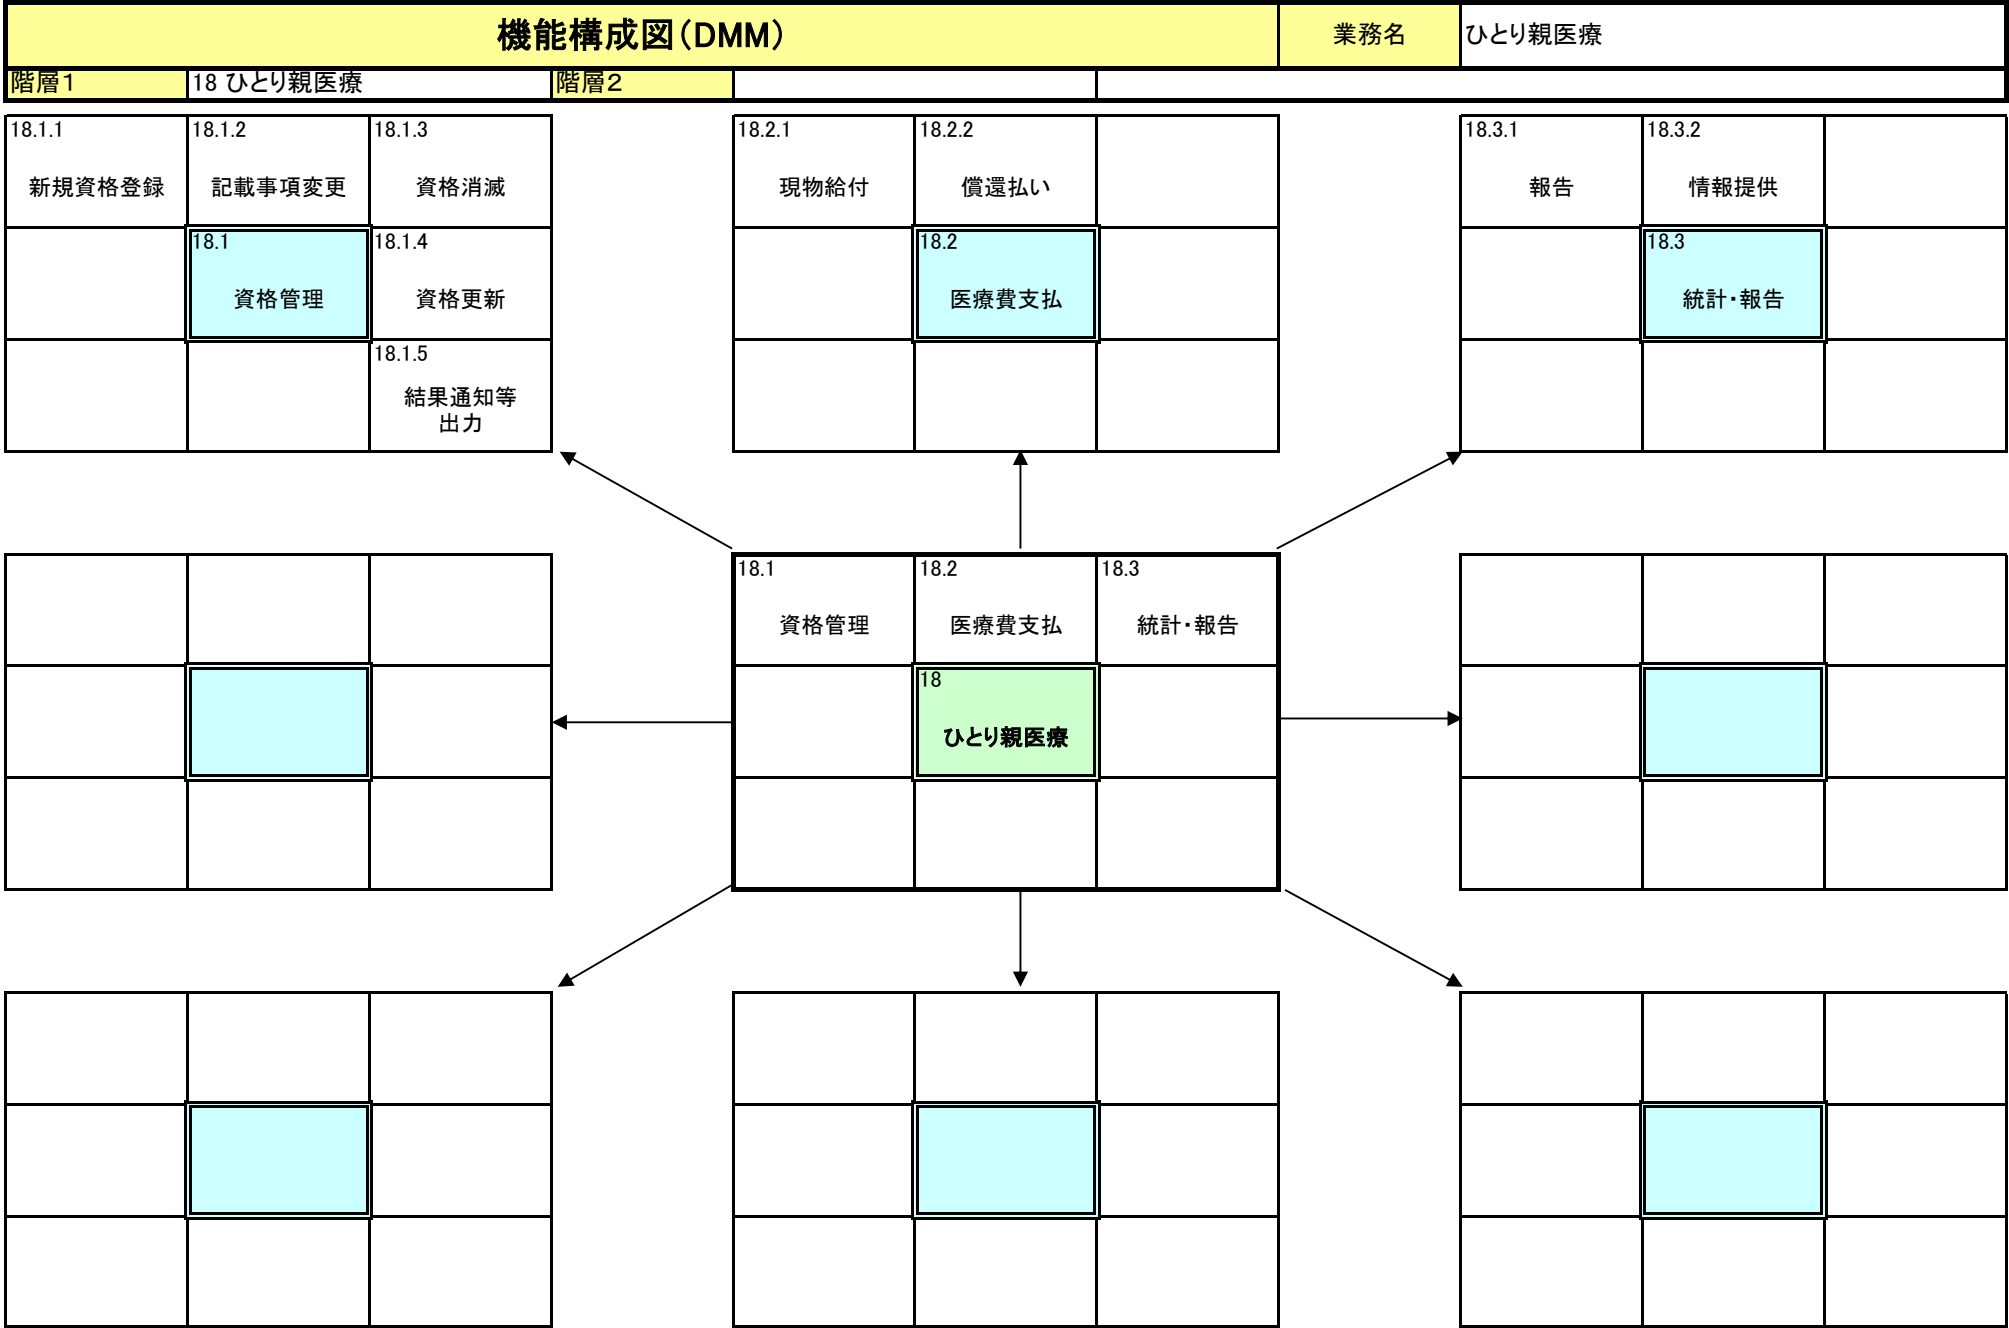 機能構成図(DMM)
業務名
ひとり親医療
階層1
18 ひとり親医療
階層2
18.1.1
新規資格登録
18.1.2
記載事項変更
18.1.3
資格消滅
18.1
資格管理
18.1.4
資格更新
18.1.5
結果通知等
出力
18.2.1
現物給付
18.2.2
償還払い
18.2
医療費支払
18.3.1
報告
18.3.2
情報提供
18.3
統計・報告
18.1
資格管理
18.2
医療費支払
18.3
統計・報告
18
ひとり親医療